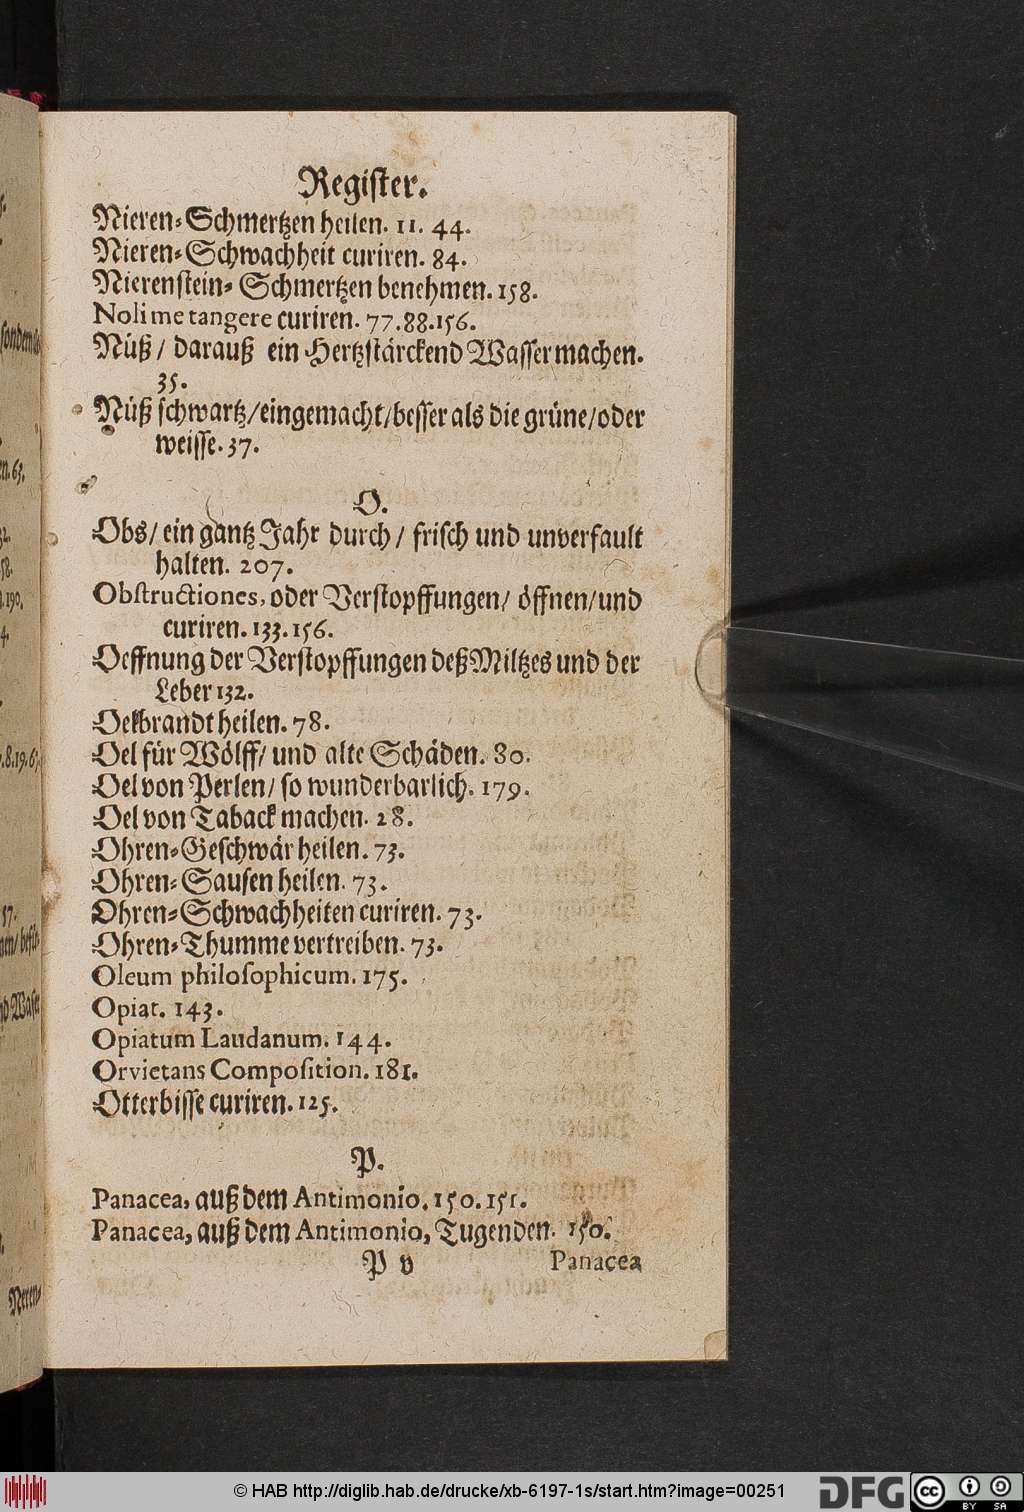 Register.
Nieren-Schmertzen heilen. 11. 44.
Nieren-Schwachheit curiren. 84.
Nierenstein-Schmertzen benehmen. 158.
Noli me tangere curiren. 77.88.156.
Nüß / darauß ein Hertzstärckend Wasser machen.
35.
Nüß schwartz/eingemacht/besser als die grüne/oder
weisse. 37.
O.
Obs/ ein gantz Jahr durch / frisch und unverfault
halten. 207.
Obstructiones, oder Verstopffungen/ öffnen/und
curiren. 133. 156.
Oeffnung der Verstopffungen deß Miltzes und der
Leber 132.
Oelbrandt heilen. 78.
Oel für Wölff/ und alte Schäden. 80.
Oel von Perlen/ so wunderbarlich. 179.
Oel von Taback machen. 28.
Ohren-Geschwär heilen. 73.
Ohren-Sausen heilen. 73.
Ohren-Schwachheiten curiren. 73.
Ohren-Thumme vertreiben. 73.
Oleum philosophicum. 175.
Opiat. 143.
Opiatum Laudanum. 144.
Orvietans Composition. 181.
Otterbisse curiren. 125.
P.
Panacea, auß dem Antimonio. 150. 151.
Panacea, auß dem Antimonio, Tugenden. 150.
P v Panacea
© HAB http://diglib.hab.de/drucke/xb-6197-1s/start.htm?image=00251
DFG cc BY SA